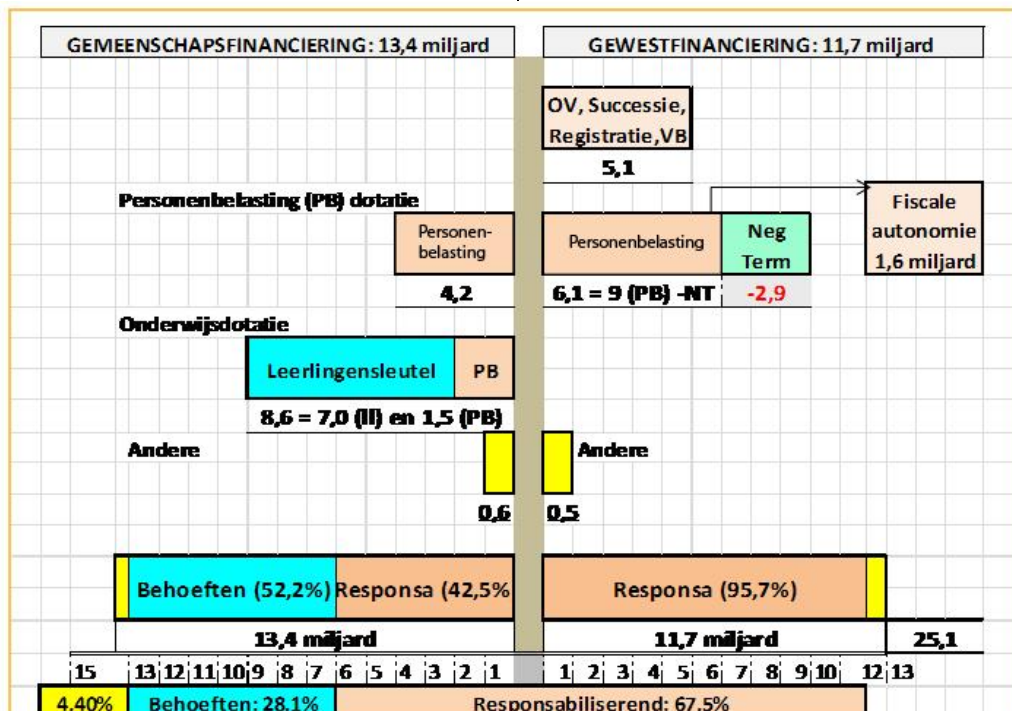 GEMEENSCHAPSFINANCIERING: 13,4 miljard
GEWESTFINANCIERING: 11,7 miljard
OV, Successie,
Registratie,VB
5,1
Personenbelasting (PB) dotatie
Personen-
belasting
4,2
Personenbelasting
Neg
Term
Fiscale
autonomie
1,6 miljard
6,1 = 9 (PB) -NT
-2,9
Onderwijsdotatie
Leerlingensleutel
PB
8,6 = 7,0 (ll) en 1,5 (PB)
Andere
Andere
0,6
0,5
Behoeften (52,2%)
Responsa (42,5%
Responsa (95,7%)
13,4 miljard
11,7 miljard
25,1
15 13 12 11 10 9 8 7 6 5 4 3 2 1
1 2 3 4 5 6 7 8 9 10 12 13
4,40%
Behoeften: 28,1%
Responsabiliserend: 67,5%